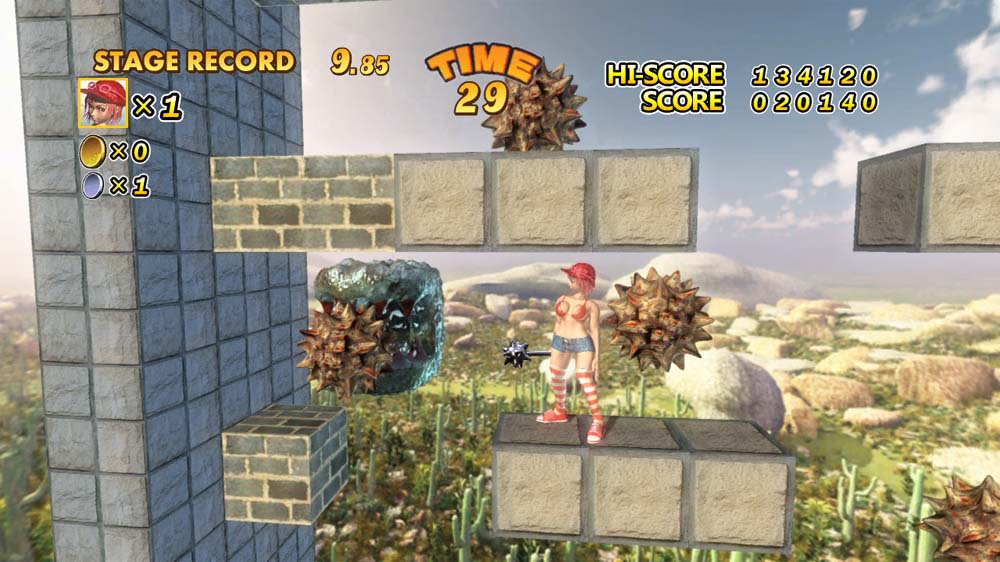 STAGE RECORD 9.85
TIME
29
HI-SCORE 134120
SCORE 020140
×1
×0
×1